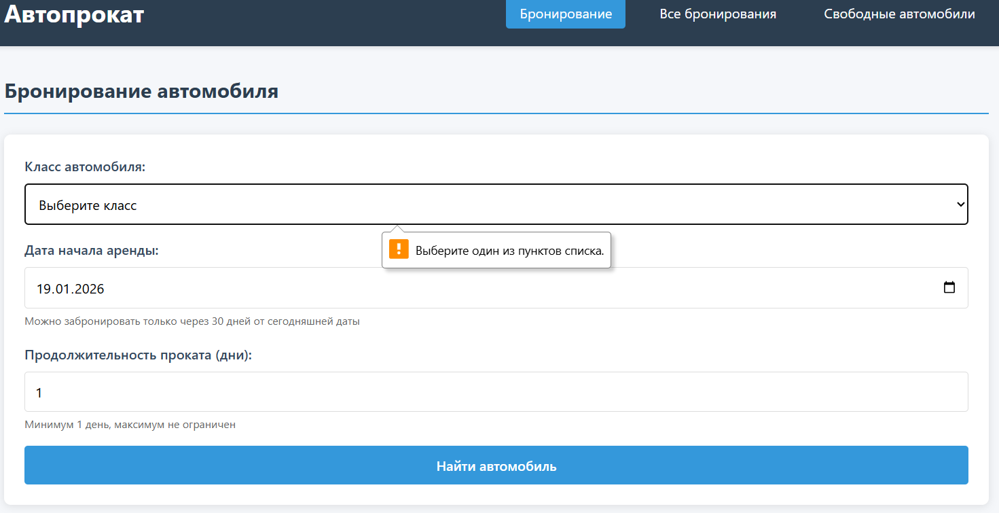 Автопрокат
Бронирование
Все бронирования
Свободные автомобили
Бронирование автомобиля
Класс автомобиля:
Выберите класс
Выберите один из пунктов списка.
Дата начала аренды:
19.01.2026
Можно забронировать только через 30 дней от сегодняшней даты
Продолжительность проката (дни):
1
Минимум 1 день, максимум не ограничен
Найти автомобиль